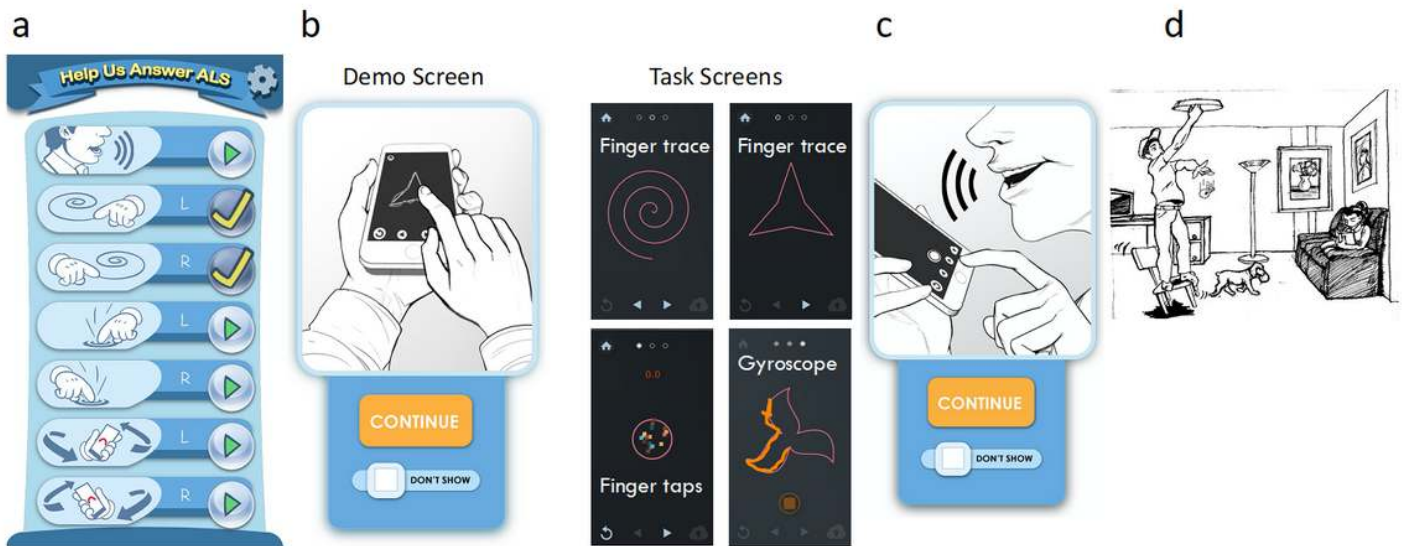 a
b
c
d
Help Us Answer ALS
L
R
L
R
L
R
Demo Screen
CONTINUE
DON'T SHOW
Task Screens
Finger trace
Finger trace
0.0
Finger taps
Gyroscope
CONTINUE
DON'T SHOW